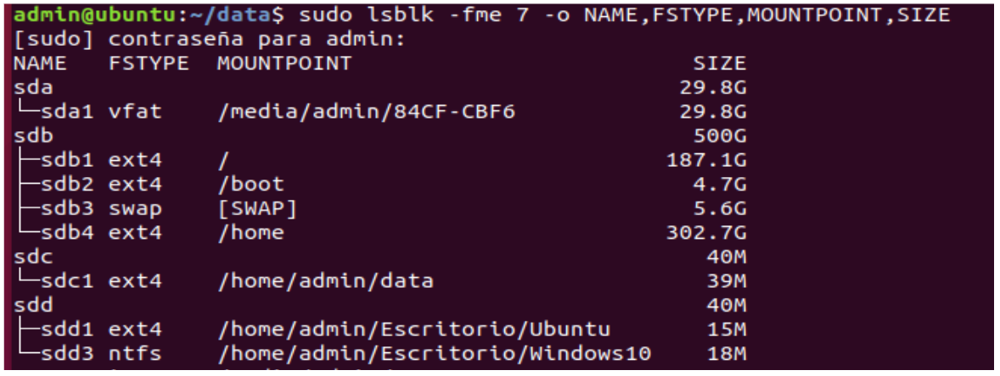 admin@ubuntu:~/data$ sudo lsblk -fme 7 -o NAME,FSTYPE,MOUNTPOINT,SIZE
[sudo] contraseña para admin:
NAME   FSTYPE  MOUNTPOINT                          SIZE
sda                                               29.8G
└─sda1 vfat    /media/admin/84CF-CBF6             29.8G
sdb                                                500G
├─sdb1 ext4    /                                 187.1G
├─sdb2 ext4    /boot                               4.7G
├─sdb3 swap    [SWAP]                              5.6G
└─sdb4 ext4    /home                             302.7G
sdc                                                 40M
└─sdc1 ext4    /home/admin/data                     39M
sdd                                                 40M
├─sdd1 ext4    /home/admin/Escritorio/Ubuntu        15M
└─sdd3 ntfs    /home/admin/Escritorio/Windows10     18M